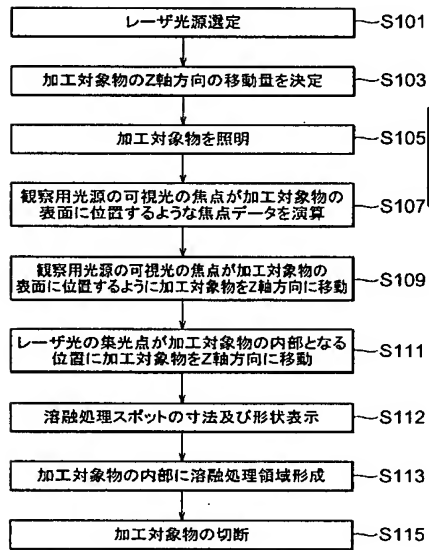 レーザ光源選定
S101
加工対象物のZ軸方向の移動量を決定
S103
加工対象物を照明
S105
観察用光源の可視光の焦点が加工対象物の
表面に位置するような焦点データを演算
S107
観察用光源の可視光の焦点が加工対象物の
表面に位置するように加工対象物をZ軸方向に移動
S109
レーザ光の集光点が加工対象物の内部となる
位置に加工対象物をZ軸方向に移動
S111
溶融処理スポットの寸法及び形状表示
S112
加工対象物の内部に溶融処理領域形成
S113
加工対象物の切断
S115